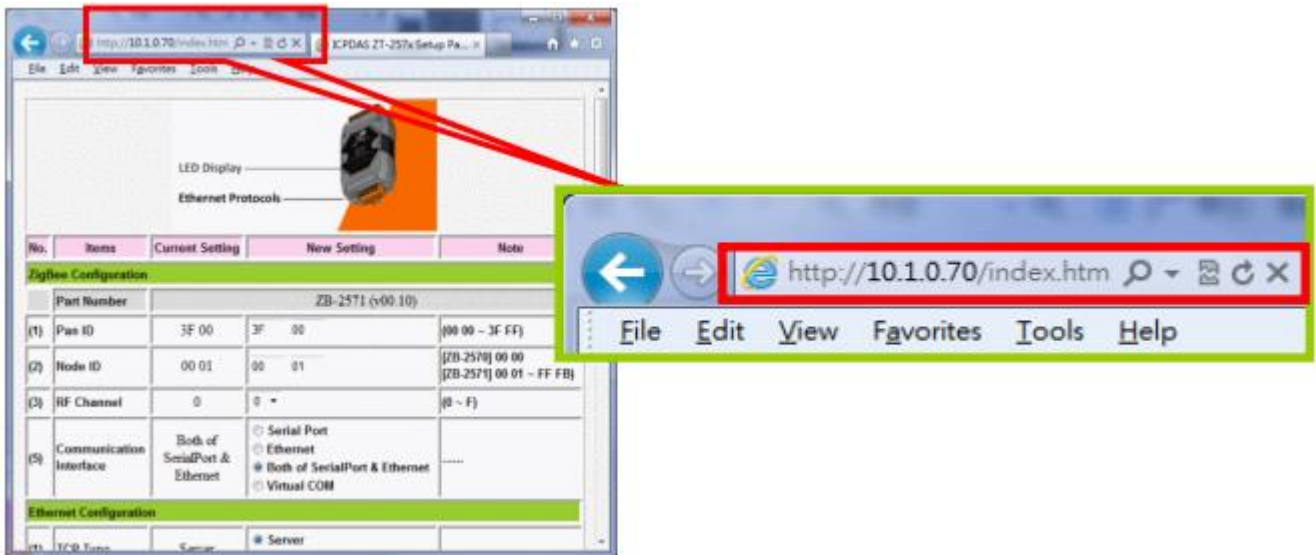 http://10.1.0.70/index.htm
ICPDAS ZT-257x Setup Pa...
File Edit View Favorites Tools Help
LED Display
Ethernet Protocols
No. Items Current Setting New Setting Note
ZigBee Configuration
Part Number ZB-2571 (v00.10)
(1) Pan ID 3F 00 3F 00 (00 00 ~ 3F FF)
(2) Node ID 00 01 00 01 [ZB-2570] 00 00
[ZB-2571] 00 01 ~ FF FB)
(3) RF Channel 0 0 (0 ~ F)
(5) Communication Interface Both of SerialPort & Ethernet
Serial Port
Ethernet
Both of SerialPort & Ethernet
Virtual COM
------
Ethernet Configuration
(1) TCP Type Server Server
http://10.1.0.70/index.htm
File Edit View Favorites Tools Help